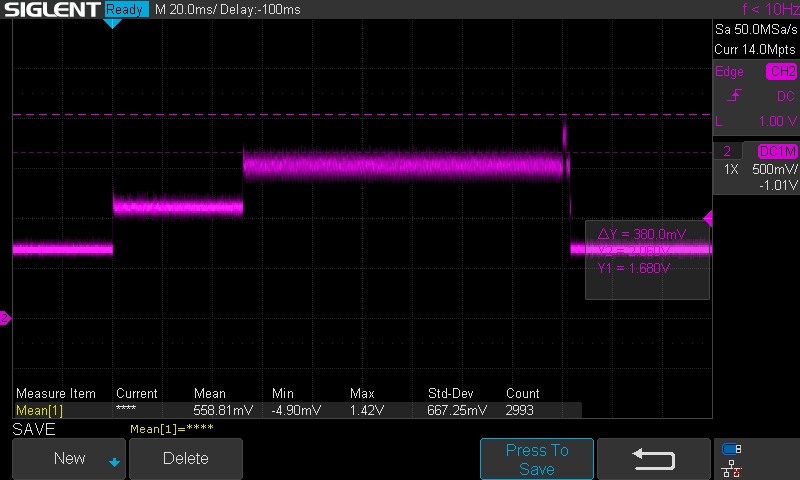 SIGLENT Ready M 20.0ms/ Delay:-100ms f < 10Hz
Sa 50.0MSa/s
Curr 14.0Mpts
Edge CH2
DC
L 1.00 V
2 DC1M
1X 500mV/
-1.01V
ΔY = 380.0mV
Y2 = 2.060V
Y1 = 1.680V
2
Measure Item Current Mean Min Max Std-Dev Count
Mean[1] **** 558.81mV -4.90mV 1.42V 667.25mV 2993
SAVE Mean[1]=****
New Delete Press To
Save